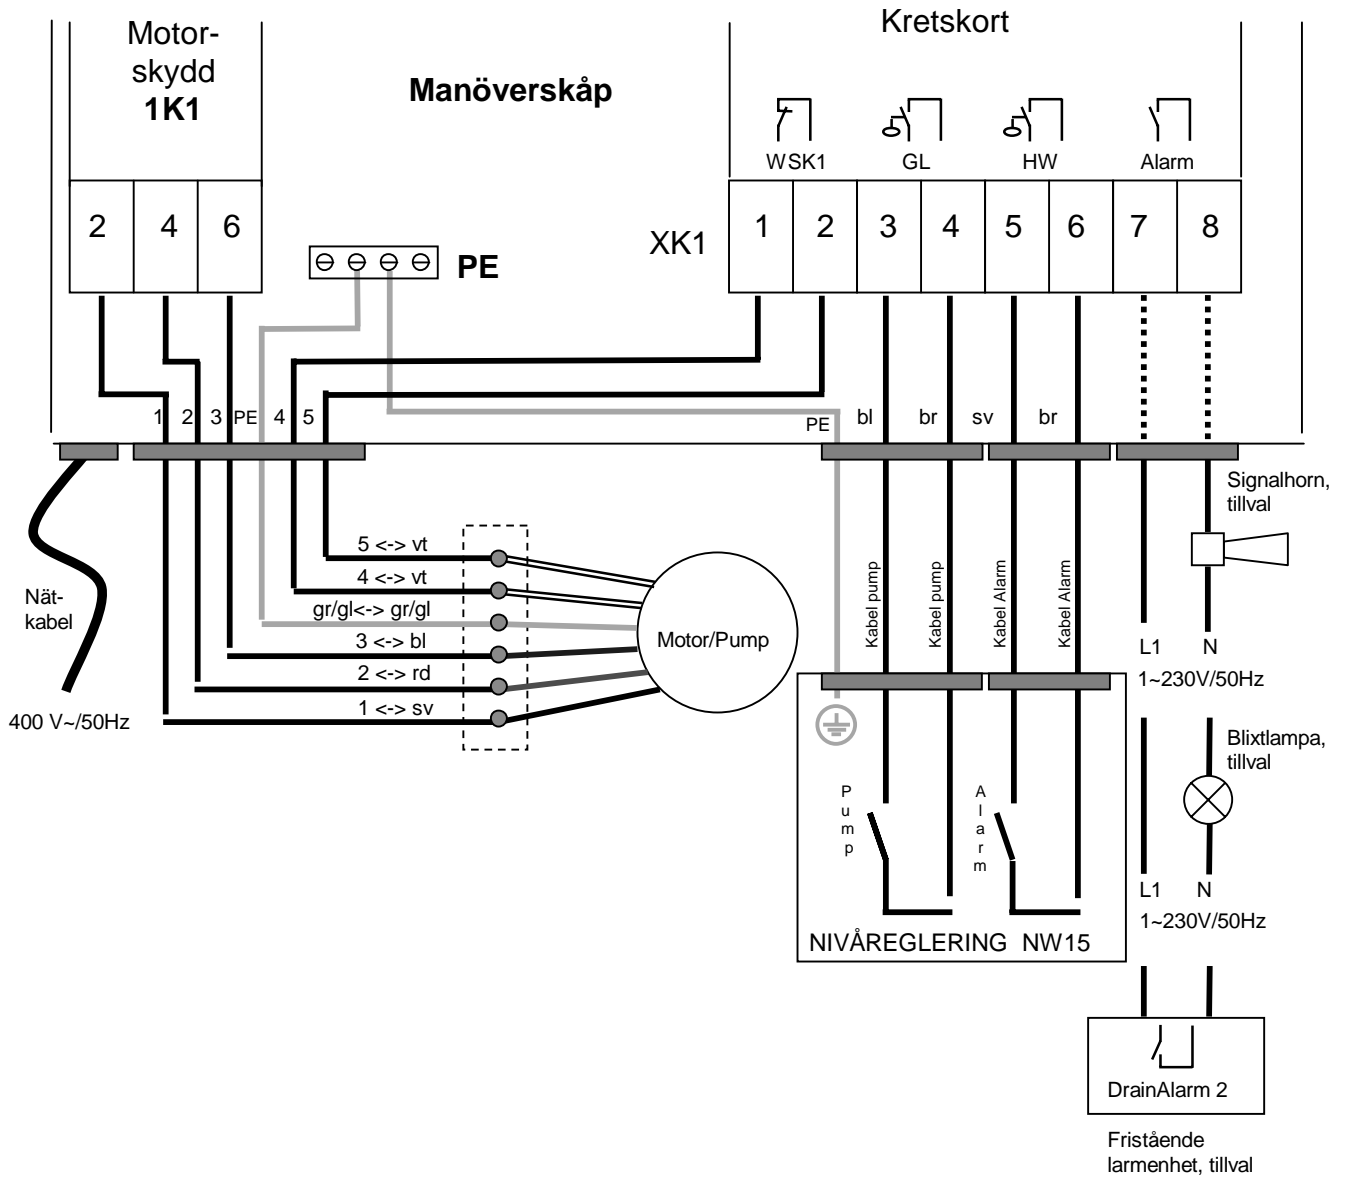 Motor-
skydd
1K1
Manöverskåp
Kretskort
WSK1 GL HW Alarm
2 4 6
XK1 1 2 3 4 5 6 7 8
PE
1 2 3 PE 4 5
PE bl br sv br
Signalhorn,
tillval
5 <-> vt
4 <-> vt
gr/gl<-> gr/gl
3 <-> bl
2 <-> rd
1 <-> sv
Motor/Pump
Nät-
kabel
400 V~/50Hz
Kabel pump
Kabel pump
Kabel Alarm
Kabel Alarm
L1 N
1~230V/50Hz
Blixtlampa,
tillval
Pump
Alarm
L1 N
1~230V/50Hz
NIVÅREGLERING NW15
DrainAlarm 2
Fristående
larmenhet, tillval